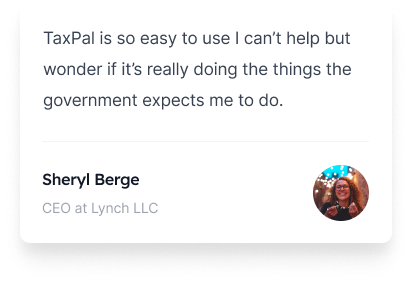 TaxPal is so easy to use I can’t help but
wonder if it’s really doing the things the
government expects me to do.
Sheryl Berge
CEO at Lynch LLC